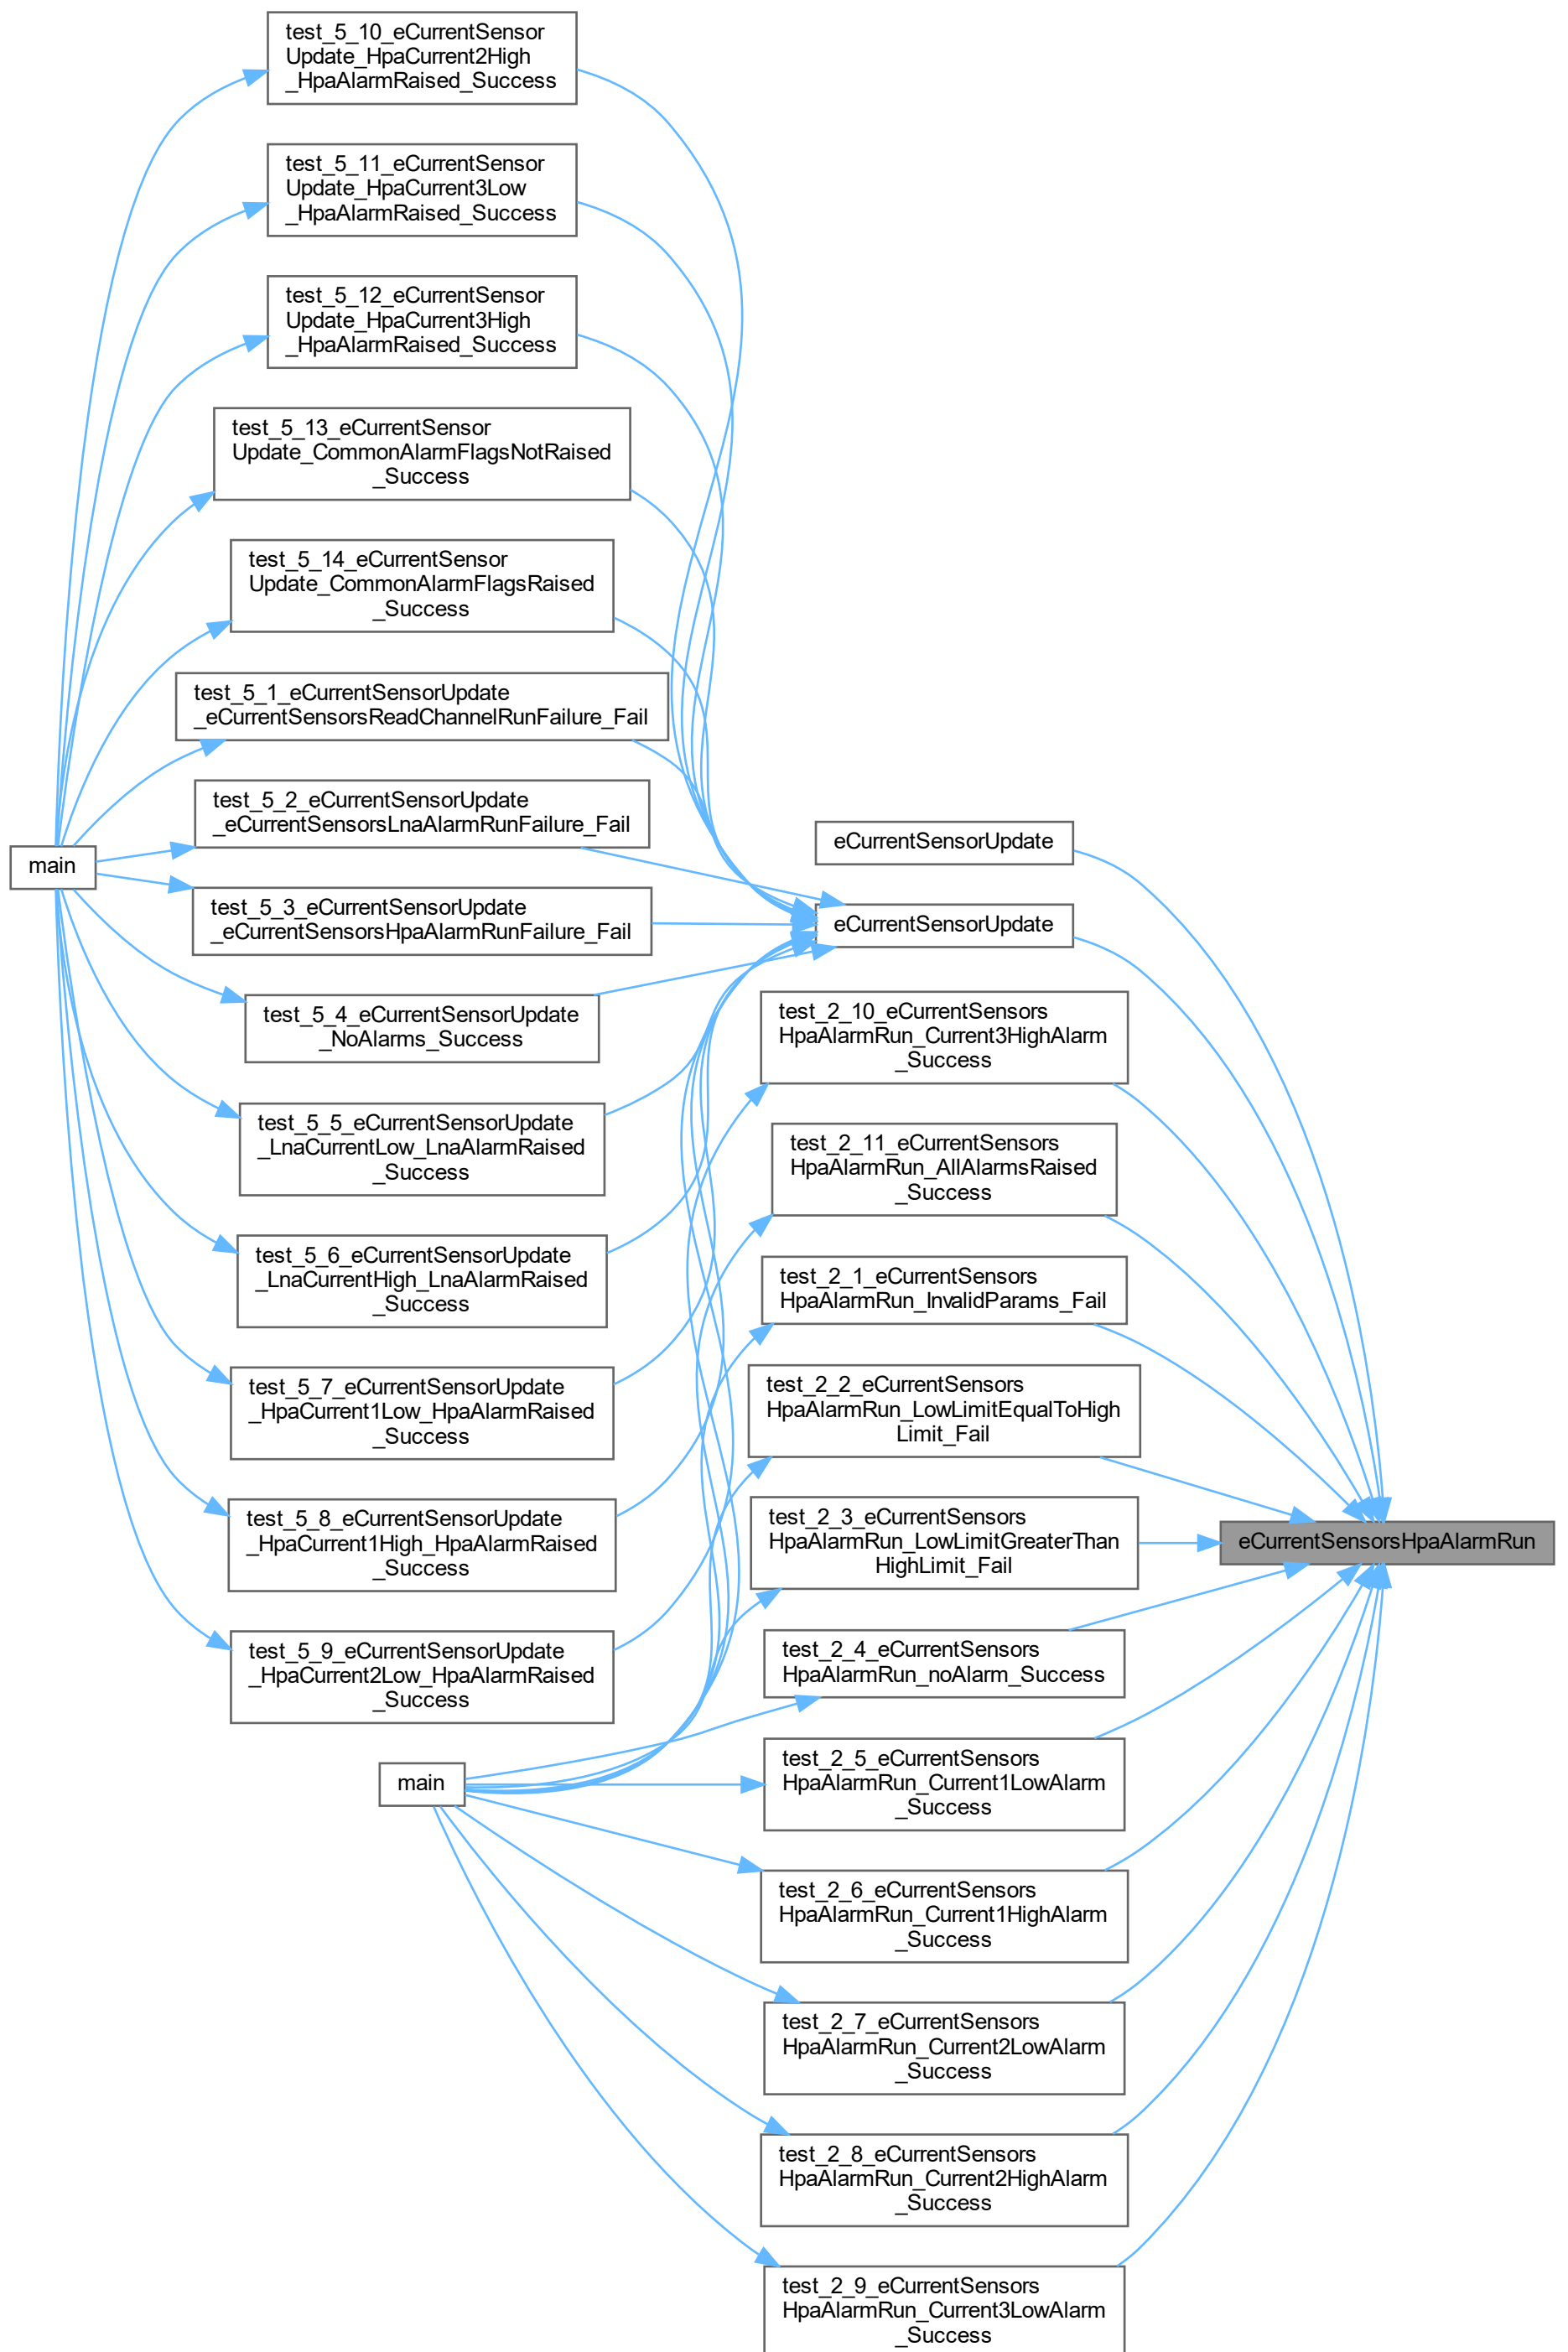 test_5_10_eCurrentSensor
Update_HpaCurrent2High
_HpaAlarmRaised_Success
test_5_11_eCurrentSensor
Update_HpaCurrent3Low
_HpaAlarmRaised_Success
test_5_12_eCurrentSensor
Update_HpaCurrent3High
_HpaAlarmRaised_Success
test_5_13_eCurrentSensor
Update_CommonAlarmFlagsNotRaised
_Success
test_5_14_eCurrentSensor
Update_CommonAlarmFlagsRaised
_Success
test_5_1_eCurrentSensorUpdate
_eCurrentSensorsReadChannelRunFailure_Fail
test_5_2_eCurrentSensorUpdate
_eCurrentSensorsLnaAlarmRunFailure_Fail
main
test_5_3_eCurrentSensorUpdate
_eCurrentSensorsHpaAlarmRunFailure_Fail
test_5_4_eCurrentSensorUpdate
_NoAlarms_Success
test_5_5_eCurrentSensorUpdate
_LnaCurrentLow_LnaAlarmRaised
_Success
test_5_6_eCurrentSensorUpdate
_LnaCurrentHigh_LnaAlarmRaised
_Success
test_5_7_eCurrentSensorUpdate
_HpaCurrent1Low_HpaAlarmRaised
_Success
test_5_8_eCurrentSensorUpdate
_HpaCurrent1High_HpaAlarmRaised
_Success
test_5_9_eCurrentSensorUpdate
_HpaCurrent2Low_HpaAlarmRaised
_Success
main
eCurrentSensorUpdate
eCurrentSensorUpdate
test_2_10_eCurrentSensors
HpaAlarmRun_Current3HighAlarm
_Success
test_2_11_eCurrentSensors
HpaAlarmRun_AllAlarmsRaised
_Success
test_2_1_eCurrentSensors
HpaAlarmRun_InvalidParams_Fail
test_2_2_eCurrentSensors
HpaAlarmRun_LowLimitEqualToHigh
Limit_Fail
test_2_3_eCurrentSensors
HpaAlarmRun_LowLimitGreaterThan
HighLimit_Fail
test_2_4_eCurrentSensors
HpaAlarmRun_noAlarm_Success
test_2_5_eCurrentSensors
HpaAlarmRun_Current1LowAlarm
_Success
test_2_6_eCurrentSensors
HpaAlarmRun_Current1HighAlarm
_Success
test_2_7_eCurrentSensors
HpaAlarmRun_Current2LowAlarm
_Success
test_2_8_eCurrentSensors
HpaAlarmRun_Current2HighAlarm
_Success
test_2_9_eCurrentSensors
HpaAlarmRun_Current3LowAlarm
_Success
eCurrentSensorsHpaAlarmRun